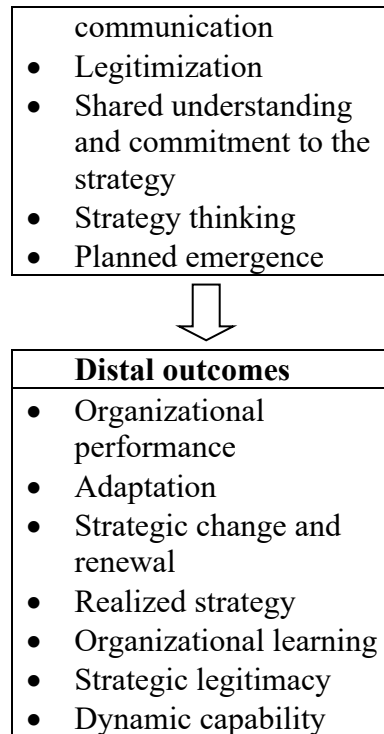 communication
• Legitimization
• Shared understanding
and commitment to the
strategy
• Strategy thinking
• Planned emergence
Distal outcomes
• Organizational
performance
• Adaptation
• Strategic change and
renewal
• Realized strategy
• Organizational learning
• Strategic legitimacy
• Dynamic capability